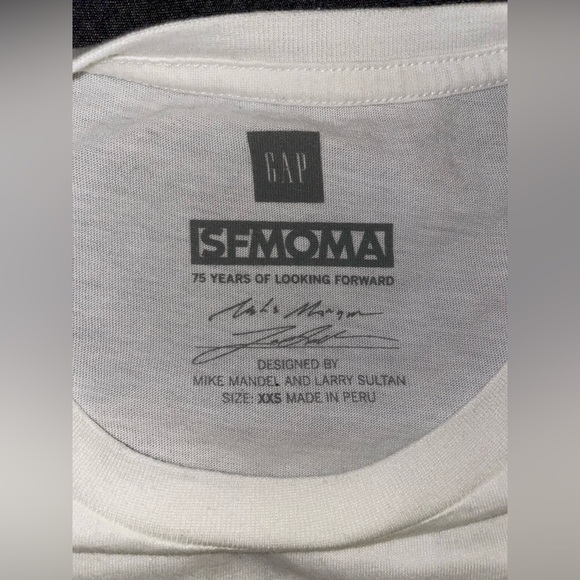 GAP
SFMOMA
75 YEARS OF LOOKING FORWARD
DESIGNED BY
MIKE MANDEL AND LARRY SULTAN
SIZE: XXS MADE IN PERU